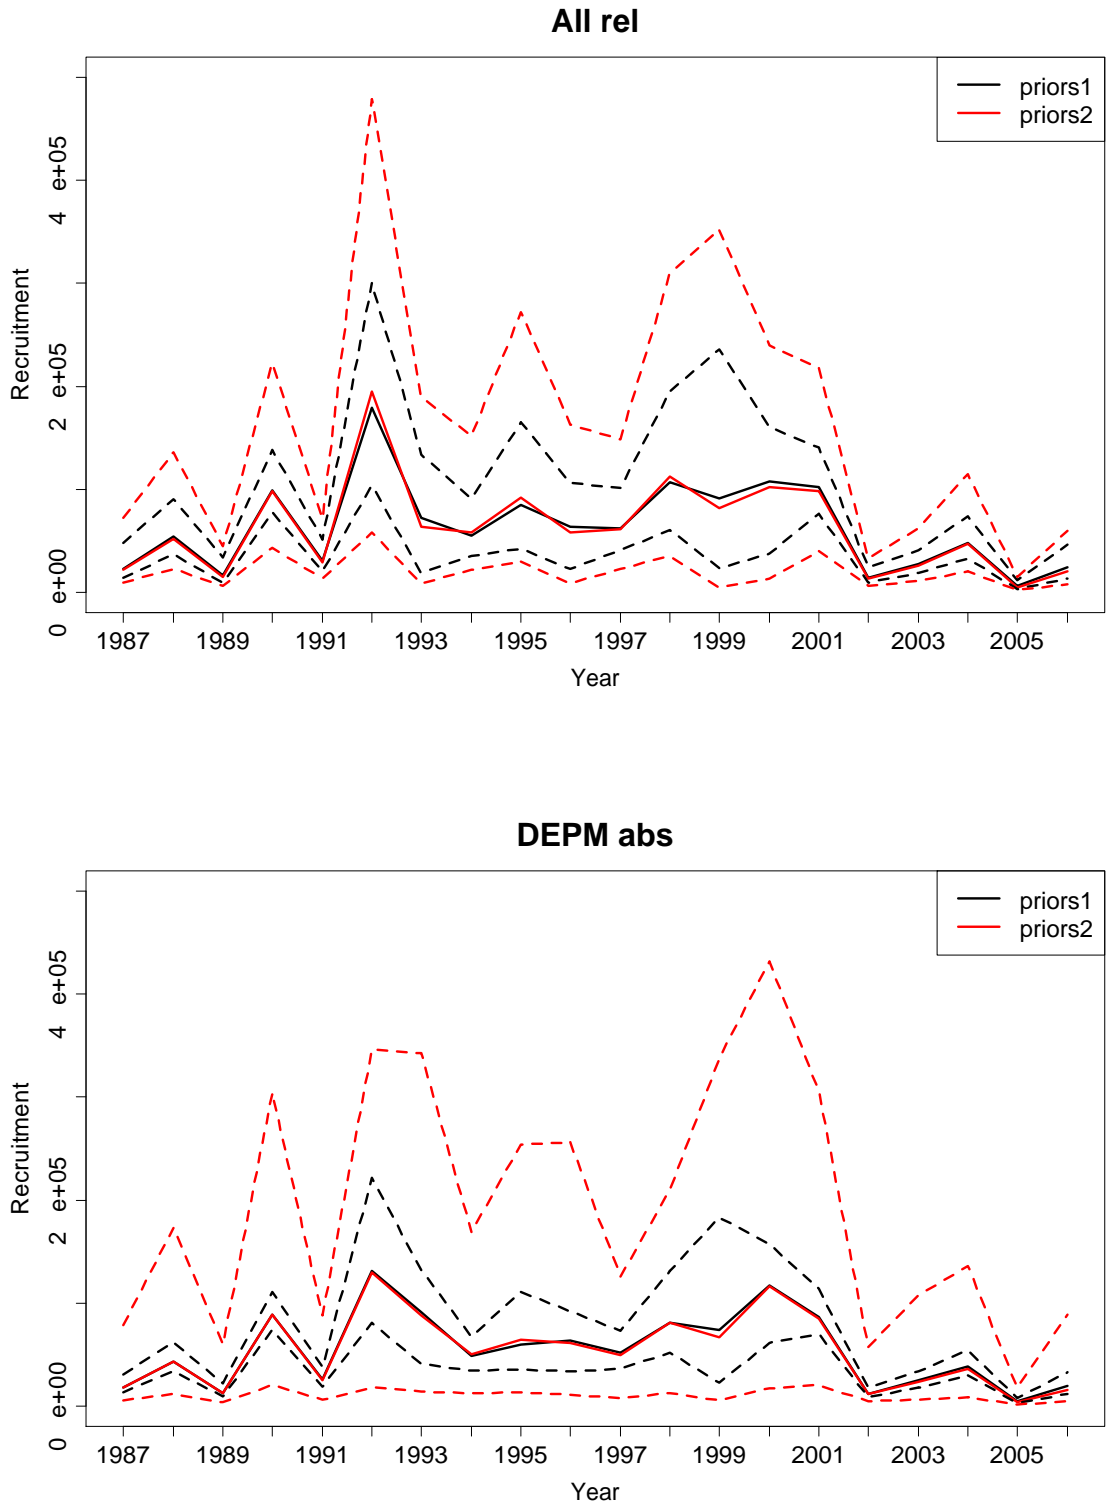 All rel
priors1
priors2
Recruitment
0 e+00 2 e+05 4 e+05
1987 1989 1991 1993 1995 1997 1999 2001 2003 2005
Year
DEPM abs
priors1
priors2
Recruitment
0 e+00 2 e+05 4 e+05
1987 1989 1991 1993 1995 1997 1999 2001 2003 2005
Year